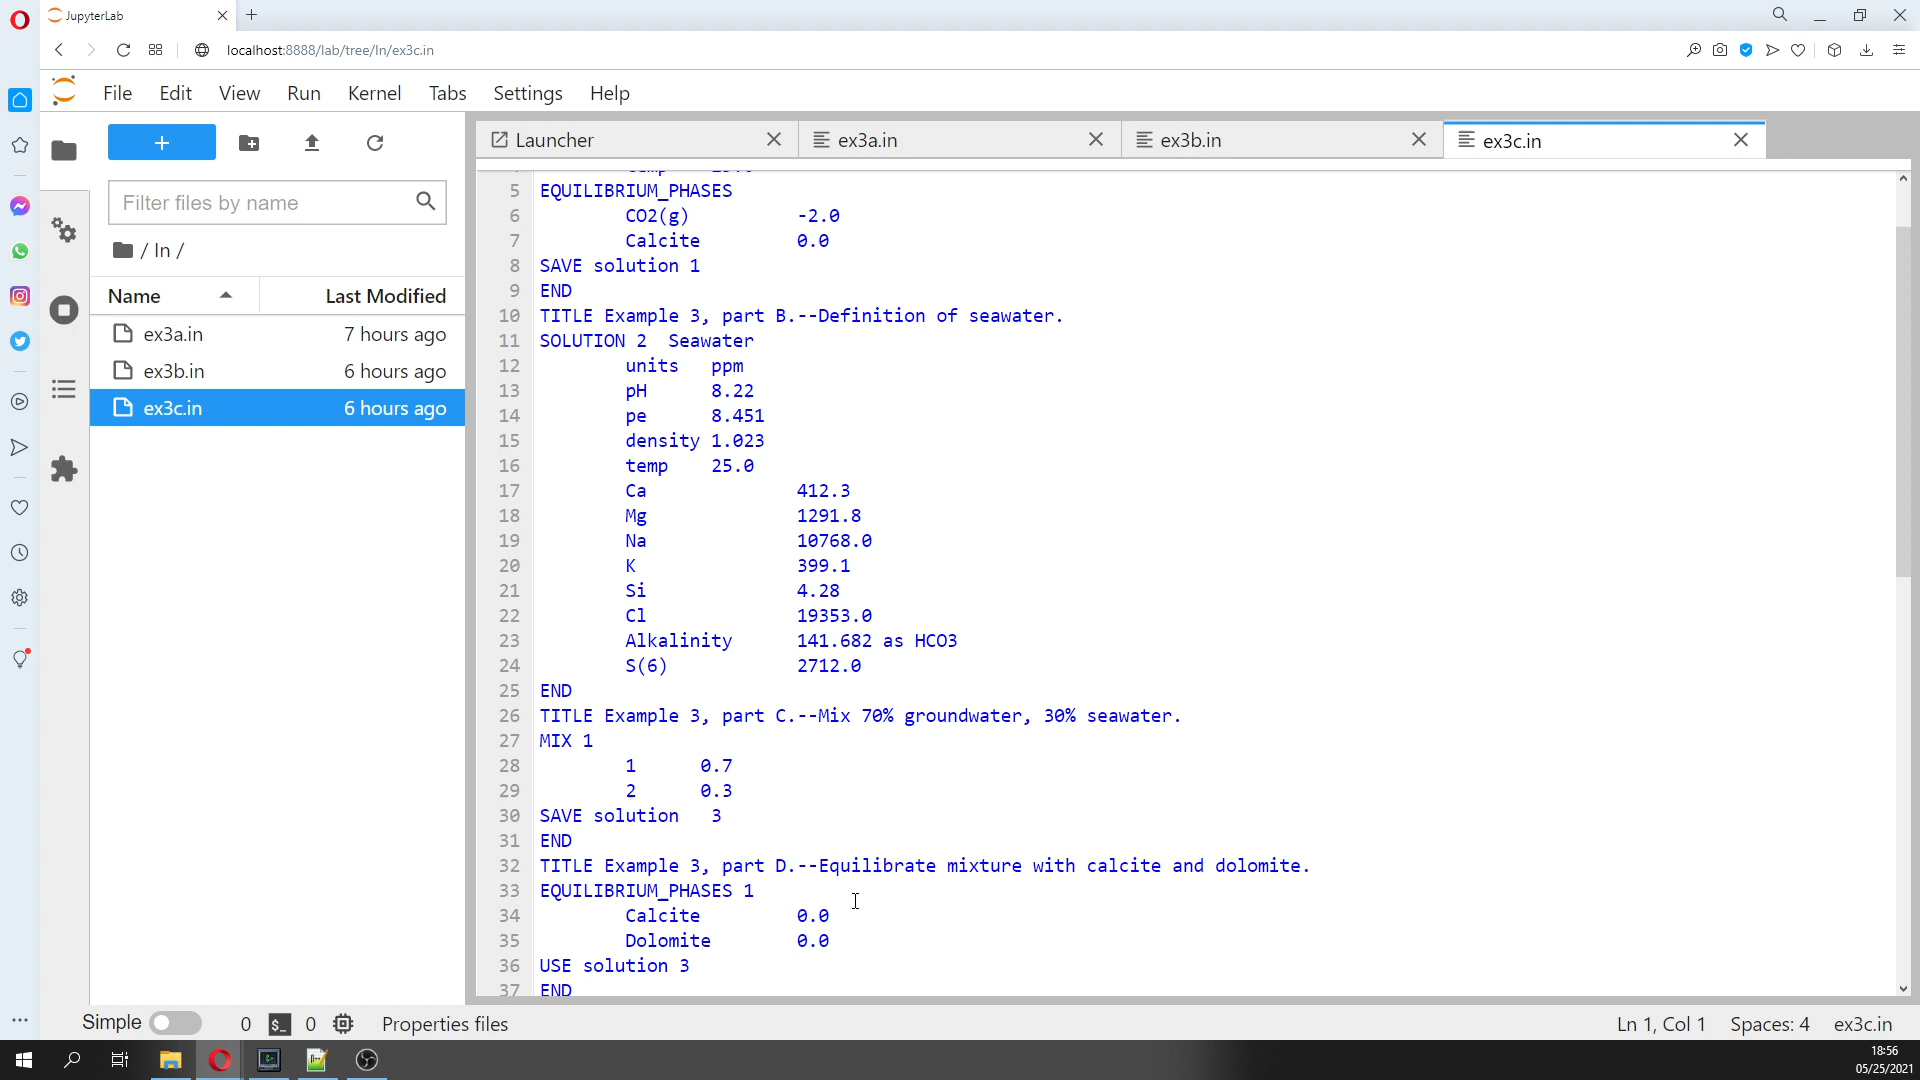 JupyterLab
localhost:8888/lab/tree/In/ex3c.in
File Edit View Run Kernel Tabs Settings Help
Launcher ex3a.in ex3b.in ex3c.in
Filter files by name
/ In /
Name Last Modified
ex3a.in 7 hours ago
ex3b.in 6 hours ago
ex3c.in 6 hours ago
5 EQUILIBRIUM_PHASES
6 CO2(g) -2.0
7 Calcite 0.0
8 SAVE solution 1
9 END
10 TITLE Example 3, part B.--Definition of seawater.
11 SOLUTION 2 Seawater
12 units ppm
13 pH 8.22
14 pe 8.451
15 density 1.023
16 temp 25.0
17 Ca 412.3
18 Mg 1291.8
19 Na 10768.0
20 K 399.1
21 Si 4.28
22 Cl 19353.0
23 Alkalinity 141.682 as HCO3
24 S(6) 2712.0
25 END
26 TITLE Example 3, part C.--Mix 70% groundwater, 30% seawater.
27 MIX 1
28 1 0.7
29 2 0.3
30 SAVE solution 3
31 END
32 TITLE Example 3, part D.--Equilibrate mixture with calcite and dolomite.
33 EQUILIBRIUM_PHASES 1
34 Calcite 0.0
35 Dolomite 0.0
36 USE solution 3
37 END
Simple 0 $_ 0 Properties files Ln 1, Col 1 Spaces: 4 ex3c.in
18:56
05/25/2021